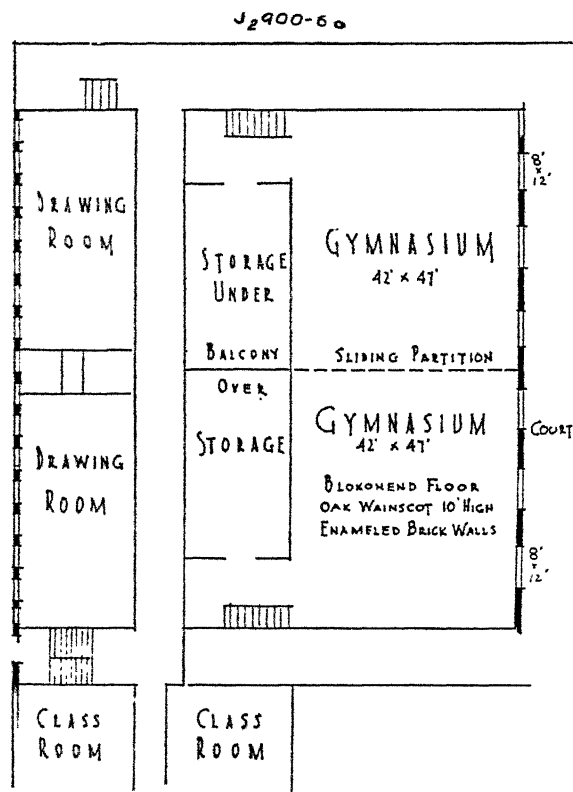 J2900-60
DRAWING
ROOM
STORAGE
UNDER
BALCONY
OVER
STORAGE
GYMNASIUM
42' x 47'
SLIDING PARTITION
GYMNASIUM
42' x 47'
BLOKONEND FLOOR
OAK WAINSCOT 10' HIGH
ENAMELED BRICK WALLS
8'
x
12'
COURT
8'
x
12'
DRAWING
ROOM
CLASS
ROOM
CLASS
ROOM